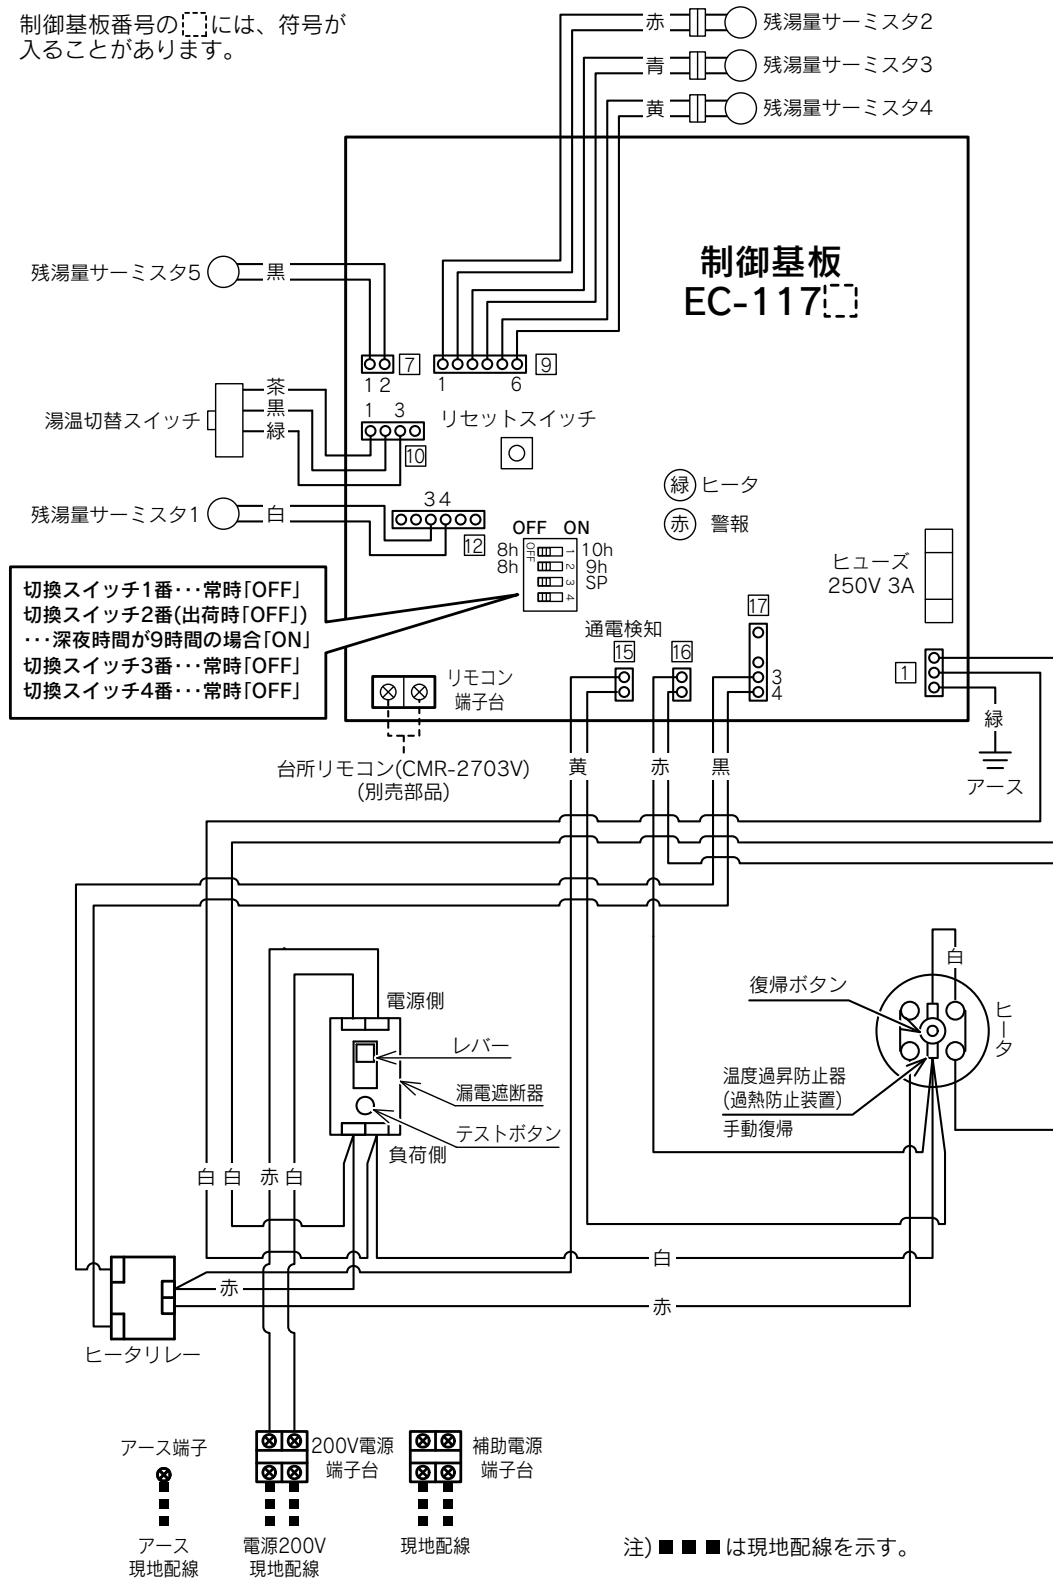 制御基板番号の には、符号が
入ることがあります。
赤
残湯量サーミスタ2
青
残湯量サーミスタ3
黄
残湯量サーミスタ4
制御基板
EC-117
残湯量サーミスタ5
黒
7
1 2
9
1 6
湯温切替スイッチ
茶
黒
緑
1 3
10
リセットスイッチ
残湯量サーミスタ1
白
3 4
12
緑 ヒータ
赤 警報
OFF ON
OFF
8h 1 10h
8h 2 9h
3 SP
4
ヒューズ
250V 3A
切換スイッチ1番･･･常時｢OFF｣
切換スイッチ2番(出荷時｢OFF｣)
･･･深夜時間が9時間の場合｢ON｣
切換スイッチ3番･･･常時｢OFF｣
切換スイッチ4番･･･常時｢OFF｣
通電検知
15
16
17
3
4
1
リモコン
端子台
台所リモコン(CMR-2703V)
(別売部品)
黄
赤
黒
緑
アース
電源側
レバー
漏電遮断器
テストボタン
負荷側
復帰ボタン
白
ヒータ
温度過昇防止器
(過熱防止装置)
手動復帰
白 白 赤 白
白
赤
赤
ヒータリレー
アース端子
200V電源
端子台
補助電源
端子台
アース
現地配線
電源200V
現地配線
現地配線
注) ■ ■ ■ は現地配線を示す。